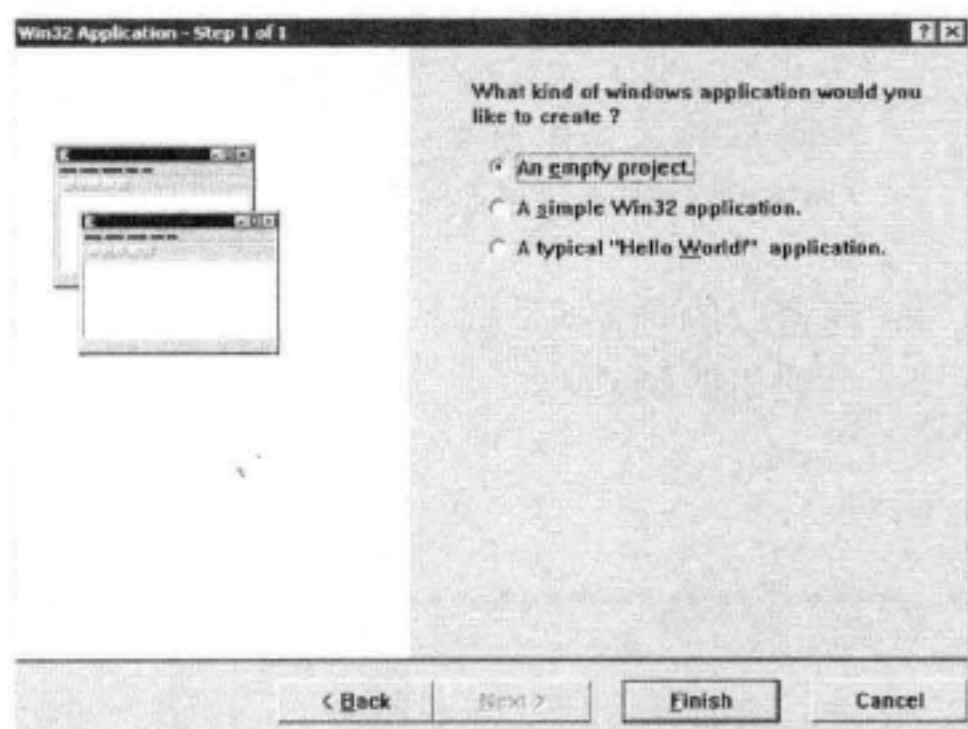 Win32 Application - Step 1 of 1
What kind of windows application would you
like to create ?
An empty project.
A simple Win32 application.
A typical "Hello World!" application.
< Back
Next >
Finish
Cancel